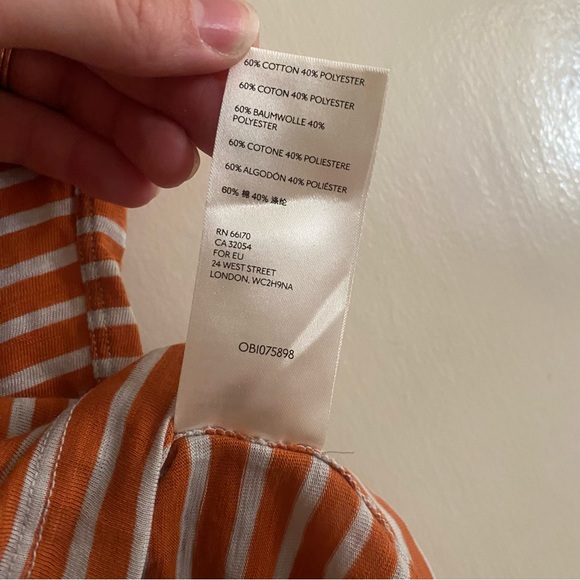 60% COTTON 40% POLYESTER
60% COTON 40% POLYESTER
60% BAUMWOLLE 40%
POLYESTER
60% COTONE 40% POLIESTERE
60% ALGODÓN 40% POLIÉSTER
60% 棉 40% 涤纶
RN 66170
CA 32054
FOR EU
24 WEST STREET
LONDON, WC2H9NA
OB1075898